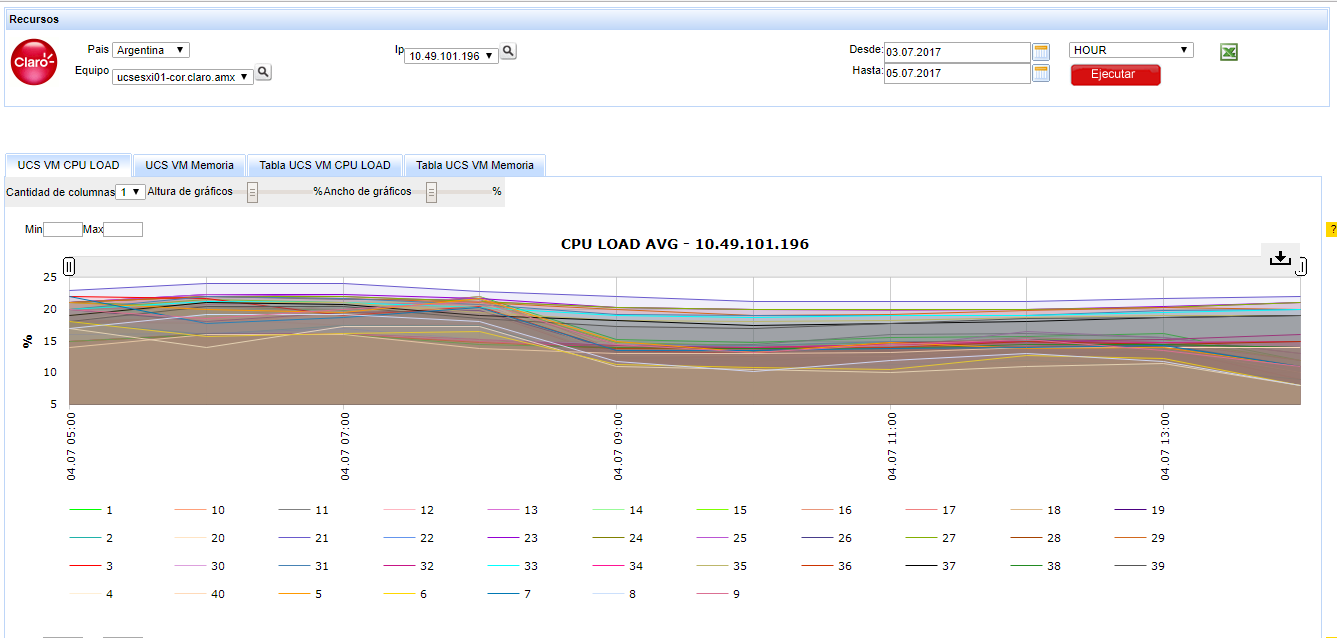 Recursos
Claro
Pais Argentina
Ip 10.49.101.196
Desde: 03.07.2017
HOUR
Equipo ucsesxi01-cor.claro.amx
Hasta: 05.07.2017
Ejecutar
UCS VM CPU LOAD UCS VM Memoria Tabla UCS VM CPU LOAD Tabla UCS VM Memoria
Cantidad de columnas 1 Altura de gráficos % Ancho de gráficos %
Min Max
?
CPU LOAD AVG - 10.49.101.196
25
20
15
10
5
%
04.07 05:00
04.07 07:00
04.07 09:00
04.07 11:00
04.07 13:00
1 10 11 12 13 14 15 16 17 18 19
2 20 21 22 23 24 25 26 27 28 29
3 30 31 32 33 34 35 36 37 38 39
4 40 5 6 7 8 9